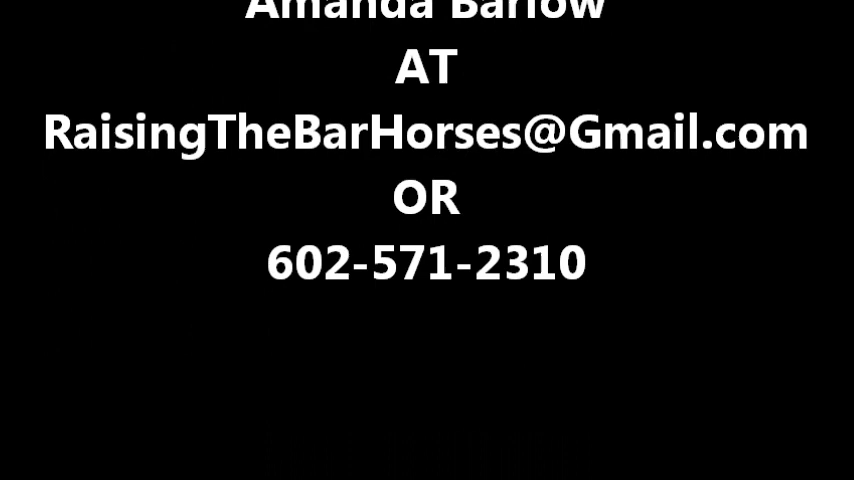 Amanda Barlow
AT
RaisingTheBarHorses@Gmail.com
OR
602-571-2310